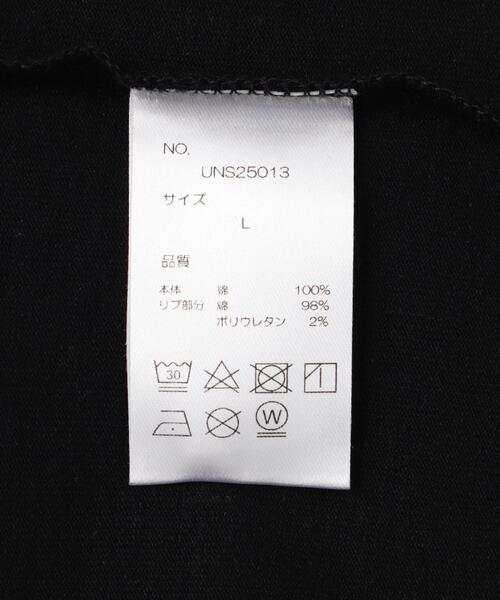 NO.
UNS25013
サイズ
L
品質
本体 綿 100%
リブ部分 綿 98%
ポリウレタン 2%
30
W